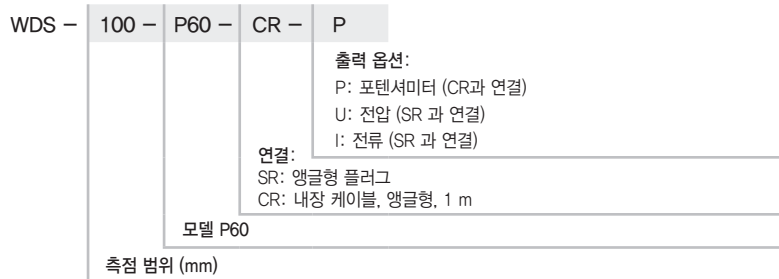 WDS – 100 – P60 – CR – P
출력 옵션:
P: 포텐셔미터 (CR과 연결)
U: 전압 (SR 과 연결)
I: 전류 (SR 과 연결)
연결:
SR: 앵글형 플러그
CR: 내장 케이블, 앵글형, 1 m
모델 P60
측점 범위 (mm)